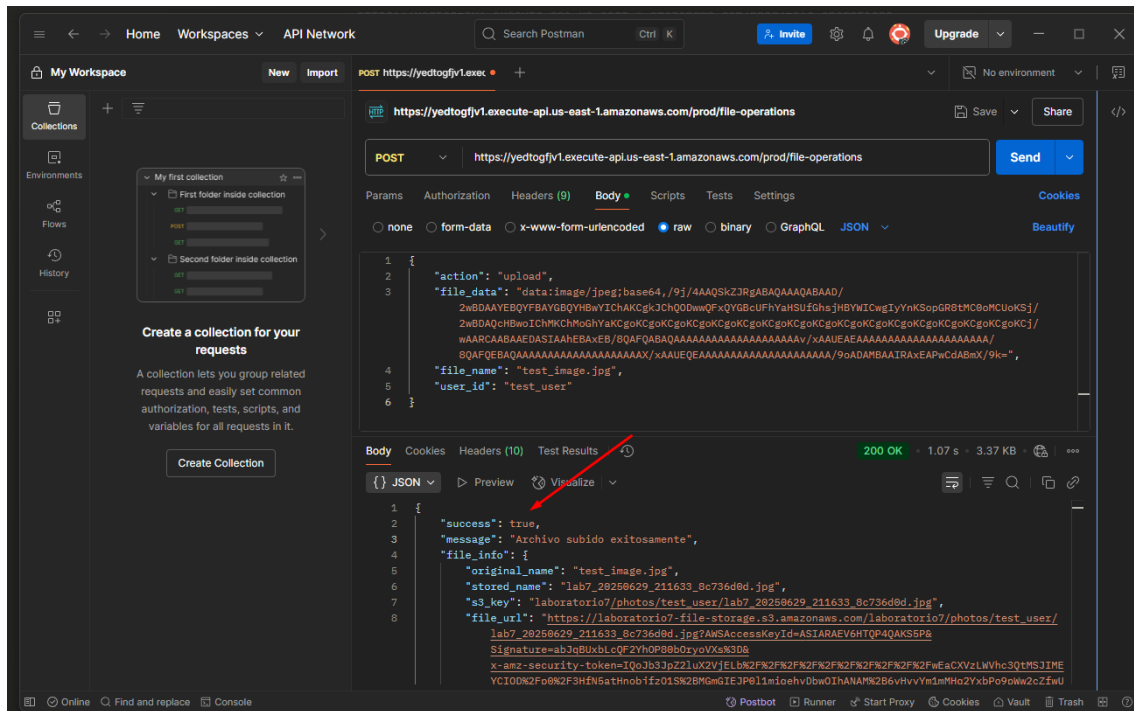 Home Workspaces API Network Search Postman Ctrl K Invite Upgrade
My Workspace New Import POST https://yedtogfjv1.exec No environment
Collections
Environments
Flows
History
My first collection
First folder inside collection
GET
POST
GET
Second folder inside collection
GET
GET
Create a collection for your
requests
A collection lets you group related
requests and easily set common
authorization, tests, scripts, and
variables for all requests in it.
Create Collection
HTTP https://yedtogfjv1.execute-api.us-east-1.amazonaws.com/prod/file-operations Save Share
POST https://yedtogfjv1.execute-api.us-east-1.amazonaws.com/prod/file-operations Send
Params Authorization Headers (9) Body Scripts Tests Settings Cookies
none form-data x-www-form-urlencoded raw binary GraphQL JSON Beautify
1 {
2 "action": "upload",
3 "file_data": "data:image/jpeg;base64,/9j/4AAQSkZJRgABAQAAAQABAAD/
4 "file_name": "test_image.jpg",
5 "user_id": "test_user"
6 }
Body Cookies Headers (10) Test Results 200 OK 1.07 s 3.37 KB
{} JSON Preview Visualize
1 {
2 "success": true,
3 "message": "Archivo subido exitosamente",
4 "file_info": {
5 "original_name": "test_image.jpg",
6 "stored_name": "lab7_20250629_211633_8c736d0d.jpg",
7 "s3_key": "laboratorio7/photos/test_user/lab7_20250629_211633_8c736d0d.jpg",
8 "file_url": "https://laboratorio7-file-storage.s3.amazonaws.com/laboratorio7/photos/test_user/
lab7_20250629_211633_8c736d0d.jpg?AWSAccessKeyId=ASIARAEV6HTQP4QAKS5P&
Signature=abJqBUxbLcQF2YhOP80bOryoVXs%3D&
Online Find and replace Console Postbot Runner Start Proxy Cookies Vault Trash